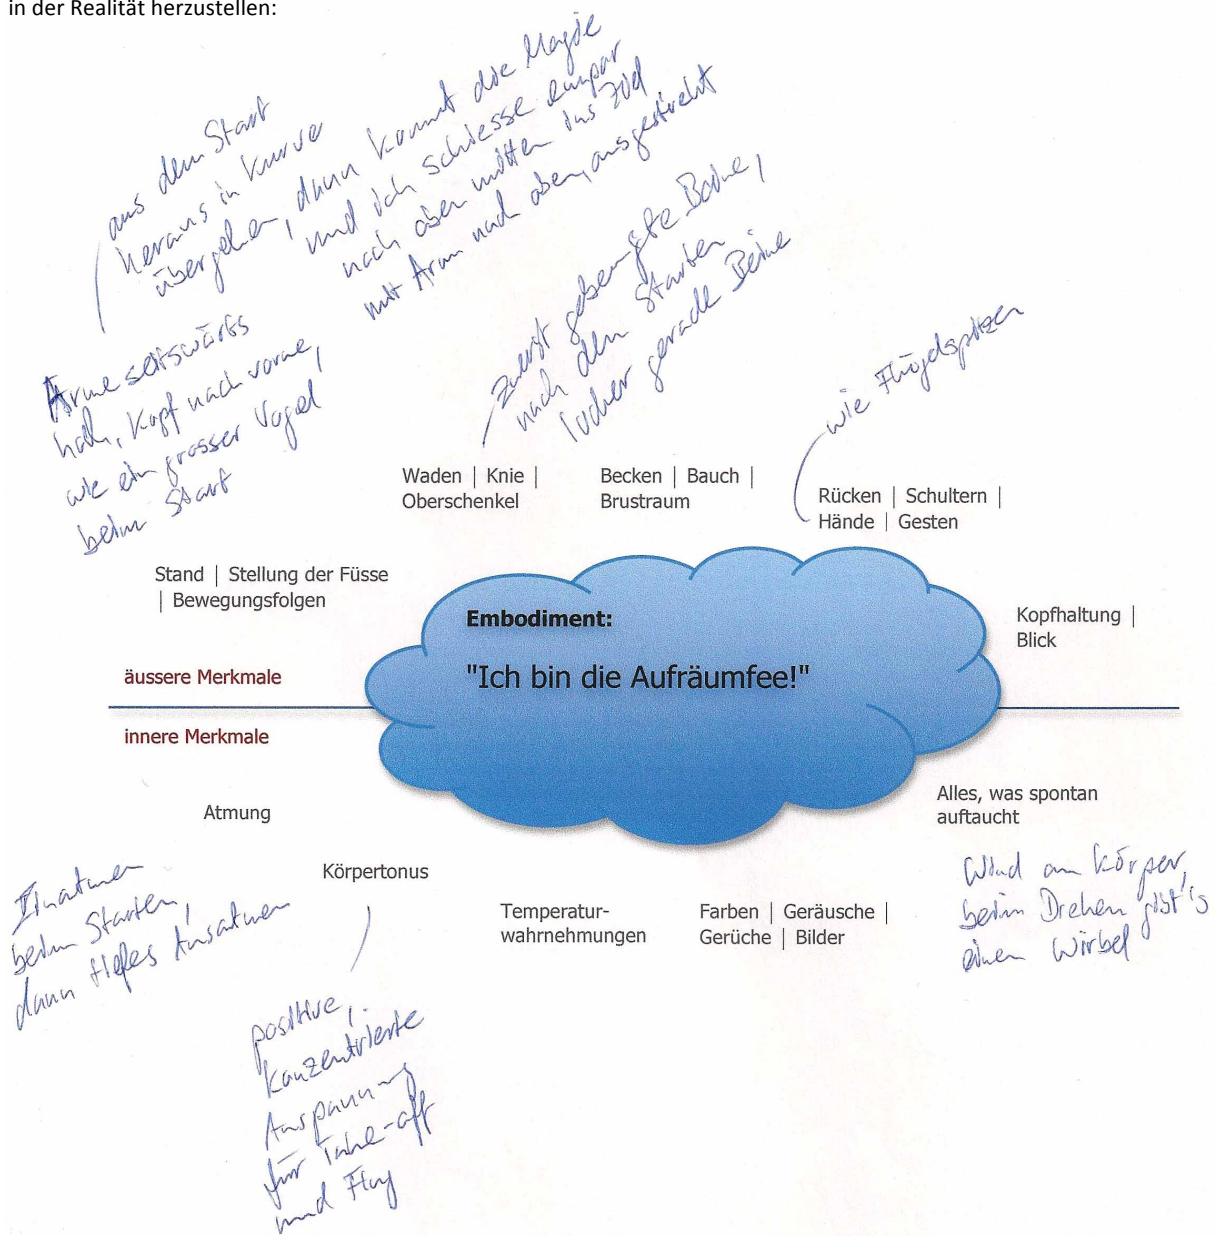 in der Realität herzustellen:
aus dem Start
heraus in Kurve
übergehen, dann kommt die Magie
und ich schiesse empor
nach oben mitten ins Ziel
mit Arm nach oben ausgestreckt
Arme seitswärts
hoch, Kopf nach vorne,
wie ein grosser Vogel
beim Start
zuerst gebeugte Beine,
nach dem Starten
locker gerade Beine
wie Flügelspitzen
Waden | Knie |
Oberschenkel
Becken | Bauch |
Brustraum
Rücken | Schultern |
Hände | Gesten
Stand | Stellung der Füsse
| Bewegungsfolgen
Embodiment:
"Ich bin die Aufräumfee!"
Kopfhaltung |
Blick
äussere Merkmale
innere Merkmale
Atmung
Alles, was spontan
auftaucht
Körpertonus
Temperatur-
wahrnehmungen
Farben | Geräusche |
Gerüche | Bilder
Einatmen
beim Starten,
dann tiefes Ausatmen
Wind am Körper,
beim Drehen gibt's
einen Wirbel
positive,
konzentrierte
Anspannung
für Take-off
und Flug